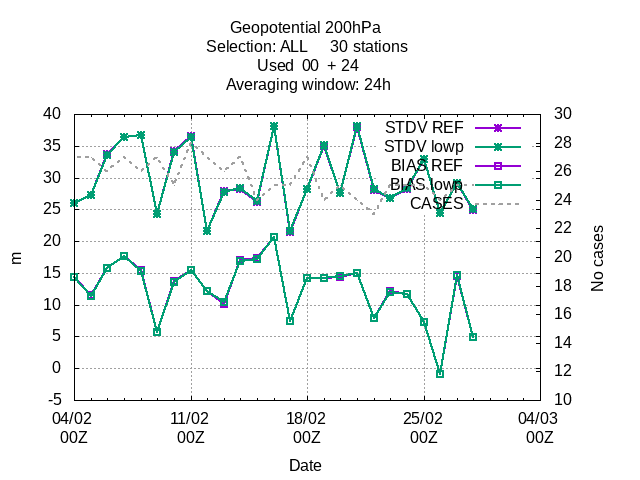 Geopotential 200hPa
Selection: ALL 30 stations
Used 00 + 24
Averaging window: 24h
40
35
30
25
20
15
10
5
0
-5
m
30
28
26
24
22
20
18
16
14
12
10
No cases
STDV REF
STDV lowp
BIAS REF
BIAS lowp
CASES
04/02 11/02 18/02 25/02 04/03
00Z 00Z 00Z 00Z 00Z
Date